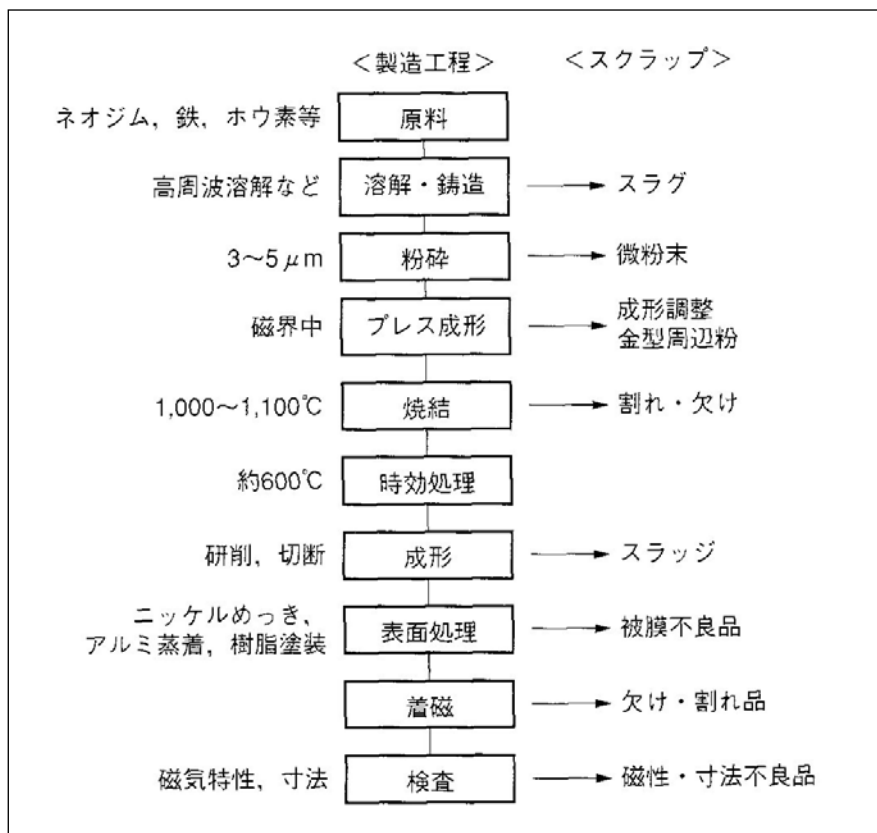 ＜製造工程＞ ＜スクラップ＞
ネオジム，鉄，ホウ素等 原料
高周波溶解など 溶解・鋳造 スラグ
3～5μm 粉砕 微粉末
磁界中 プレス成形 成形調整
金型周辺粉
1,000～1,100℃ 焼結 割れ・欠け
約600℃ 時効処理
研削，切断 成形 スラッジ
ニッケルめっき，
アルミ蒸着，樹脂塗装 表面処理 被膜不良品
着磁 欠け・割れ品
磁気特性，寸法 検査 磁性・寸法不良品